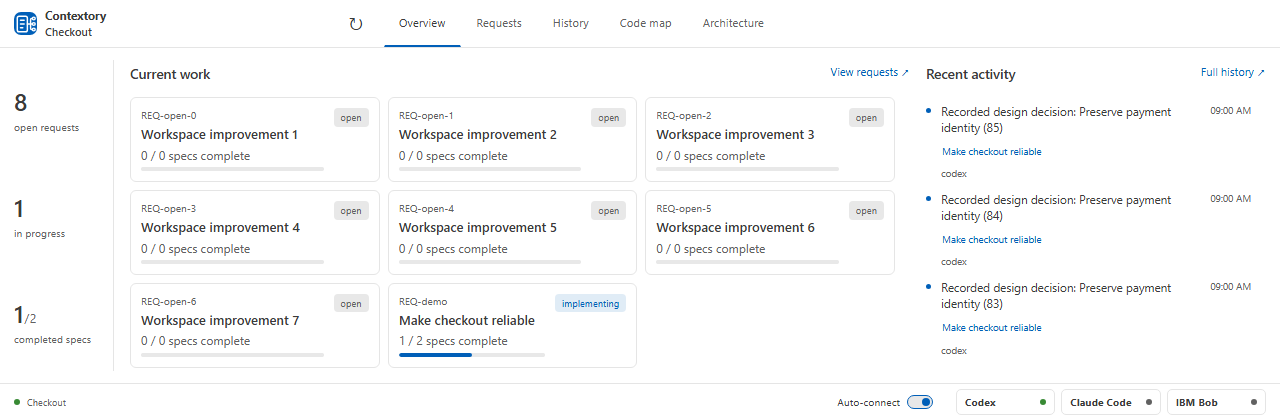 Contextory
Checkout
↻
Overview
Requests
History
Code map
Architecture
8
open requests
1
in progress
1/2
completed specs
Current work
View requests ↗
REQ-open-0
open
Workspace improvement 1
0 / 0 specs complete
REQ-open-1
open
Workspace improvement 2
0 / 0 specs complete
REQ-open-2
open
Workspace improvement 3
0 / 0 specs complete
REQ-open-3
open
Workspace improvement 4
0 / 0 specs complete
REQ-open-4
open
Workspace improvement 5
0 / 0 specs complete
REQ-open-5
open
Workspace improvement 6
0 / 0 specs complete
REQ-open-6
open
Workspace improvement 7
0 / 0 specs complete
REQ-demo
implementing
Make checkout reliable
1 / 2 specs complete
Recent activity
Full history ↗
Recorded design decision: Preserve payment
identity (85)
09:00 AM
Make checkout reliable
codex
Recorded design decision: Preserve payment
identity (84)
09:00 AM
Make checkout reliable
codex
Recorded design decision: Preserve payment
identity (83)
09:00 AM
Make checkout reliable
codex
Checkout
Auto-connect
Codex
Claude Code
IBM Bob